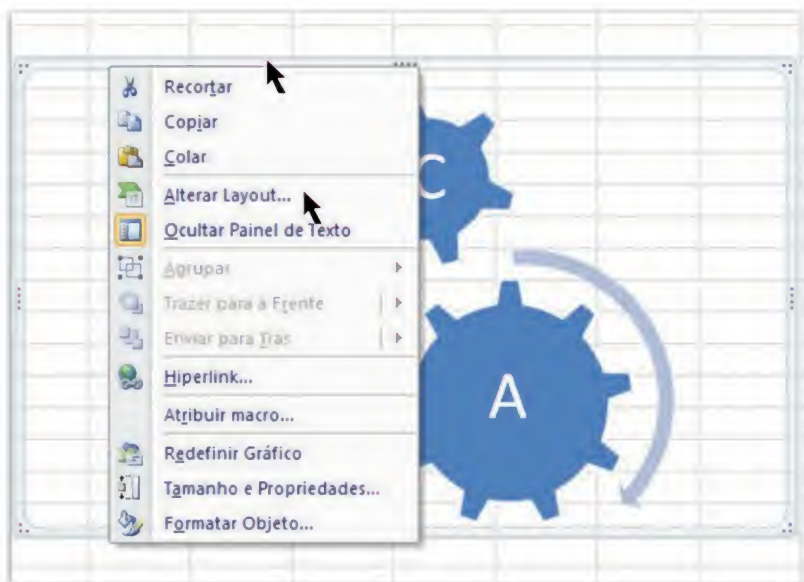 Recortar
Copiar
Colar
Alterar Layout...
Ocultar Painel de Texto
Agrupar
Trazer para a Frente
Enviar para Trás
Hiperlink...
Atribuir macro...
Redefinir Gráfico
Tamanho e Propriedades...
Formatar Objeto...
C
A